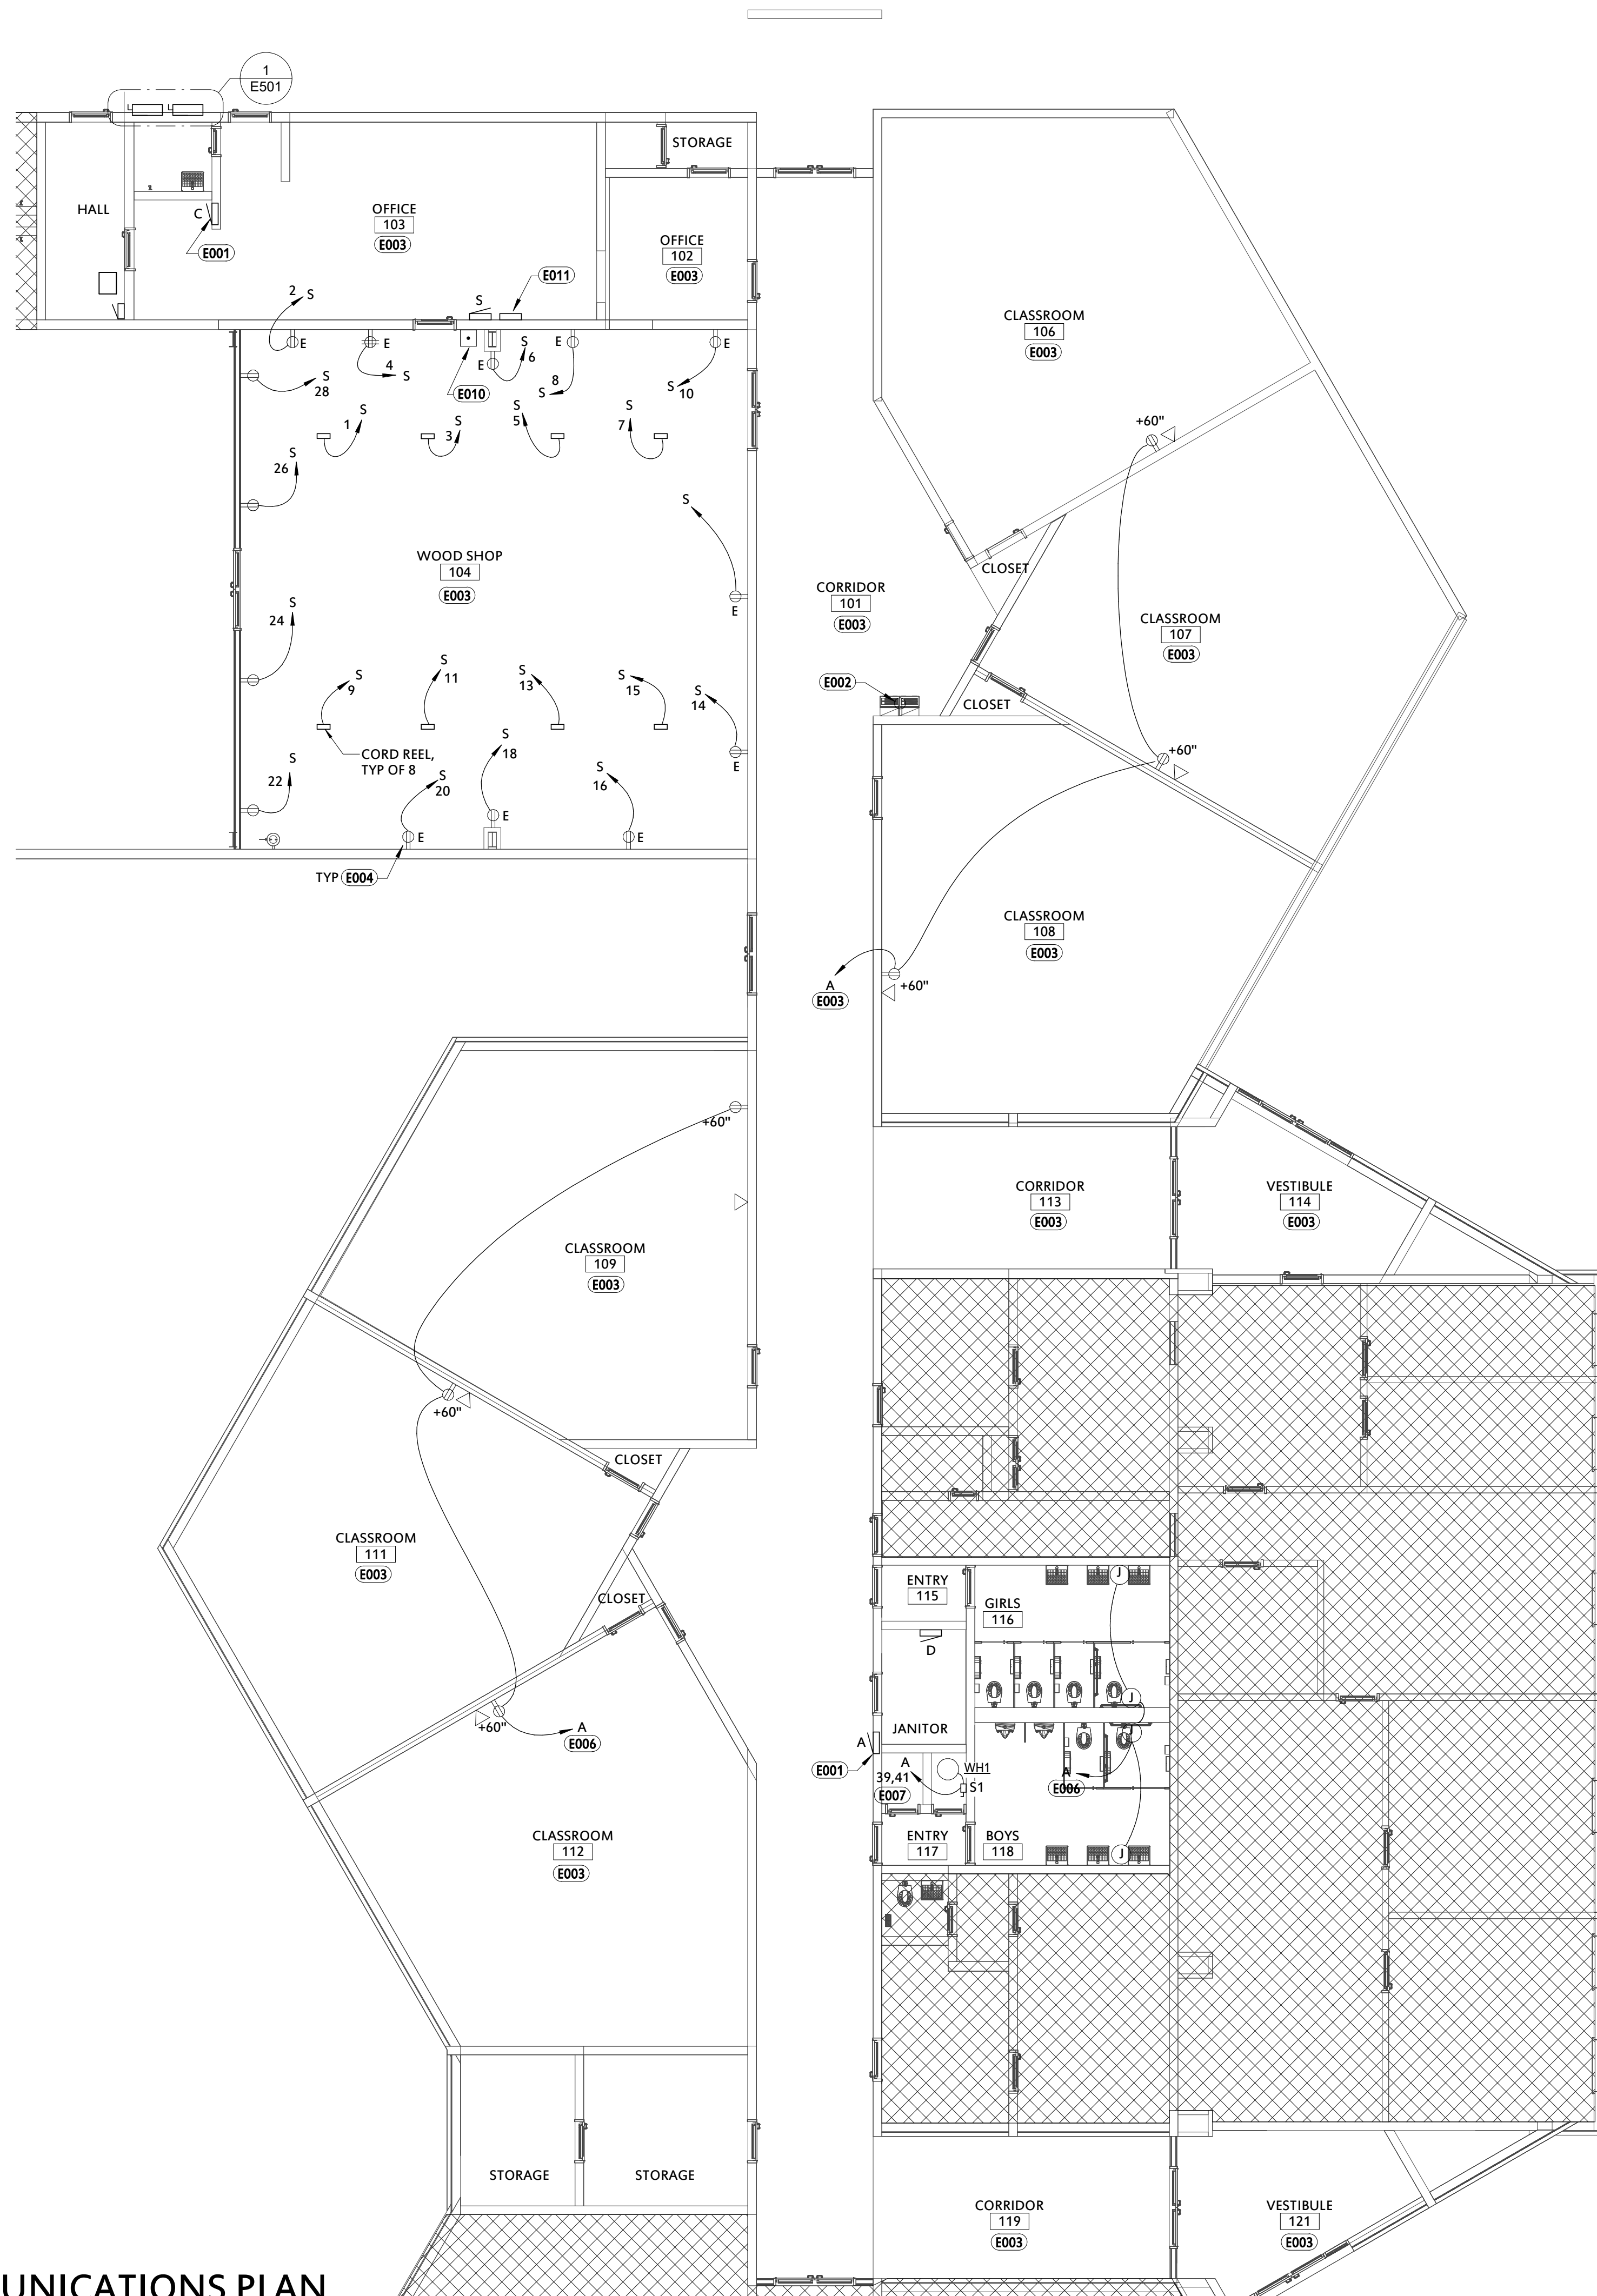 1
E501
STORAGE
HALL
OFFICE
103
E003
C
E001
OFFICE
102
E003
E011
2
S
S
E
E
4
S
E
S
6
E
8
S
E
S
10
E010
S
28
S
1
S
3
S
5
S
7
S
26
S
WOOD SHOP
104
E003
E
S
24
S
9
S
11
S
13
S
15
S
14
E
CORD REEL,
TYP OF 8
S
18
S
22
S
20
S
16
E
E
E
TYP E004
CLASSROOM
106
E003
+60"
CLOSET
CORRIDOR
101
E003
CLASSROOM
107
E003
E002
CLOSET
+60"
CLASSROOM
108
E003
A
E003
+60"
+60"
CORRIDOR
113
E003
VESTIBULE
114
E003
CLASSROOM
109
E003
+60"
CLOSET
CLASSROOM
111
E003
CLOSET
+60"
A
E006
ENTRY
115
GIRLS
116
J
D
J
JANITOR
A
E001
A
39,41
E007
WH1
S1
A
E006
ENTRY
117
BOYS
118
J
CLASSROOM
112
E003
STORAGE
STORAGE
CORRIDOR
119
E003
VESTIBULE
121
E003
UNICATIONS PLAN